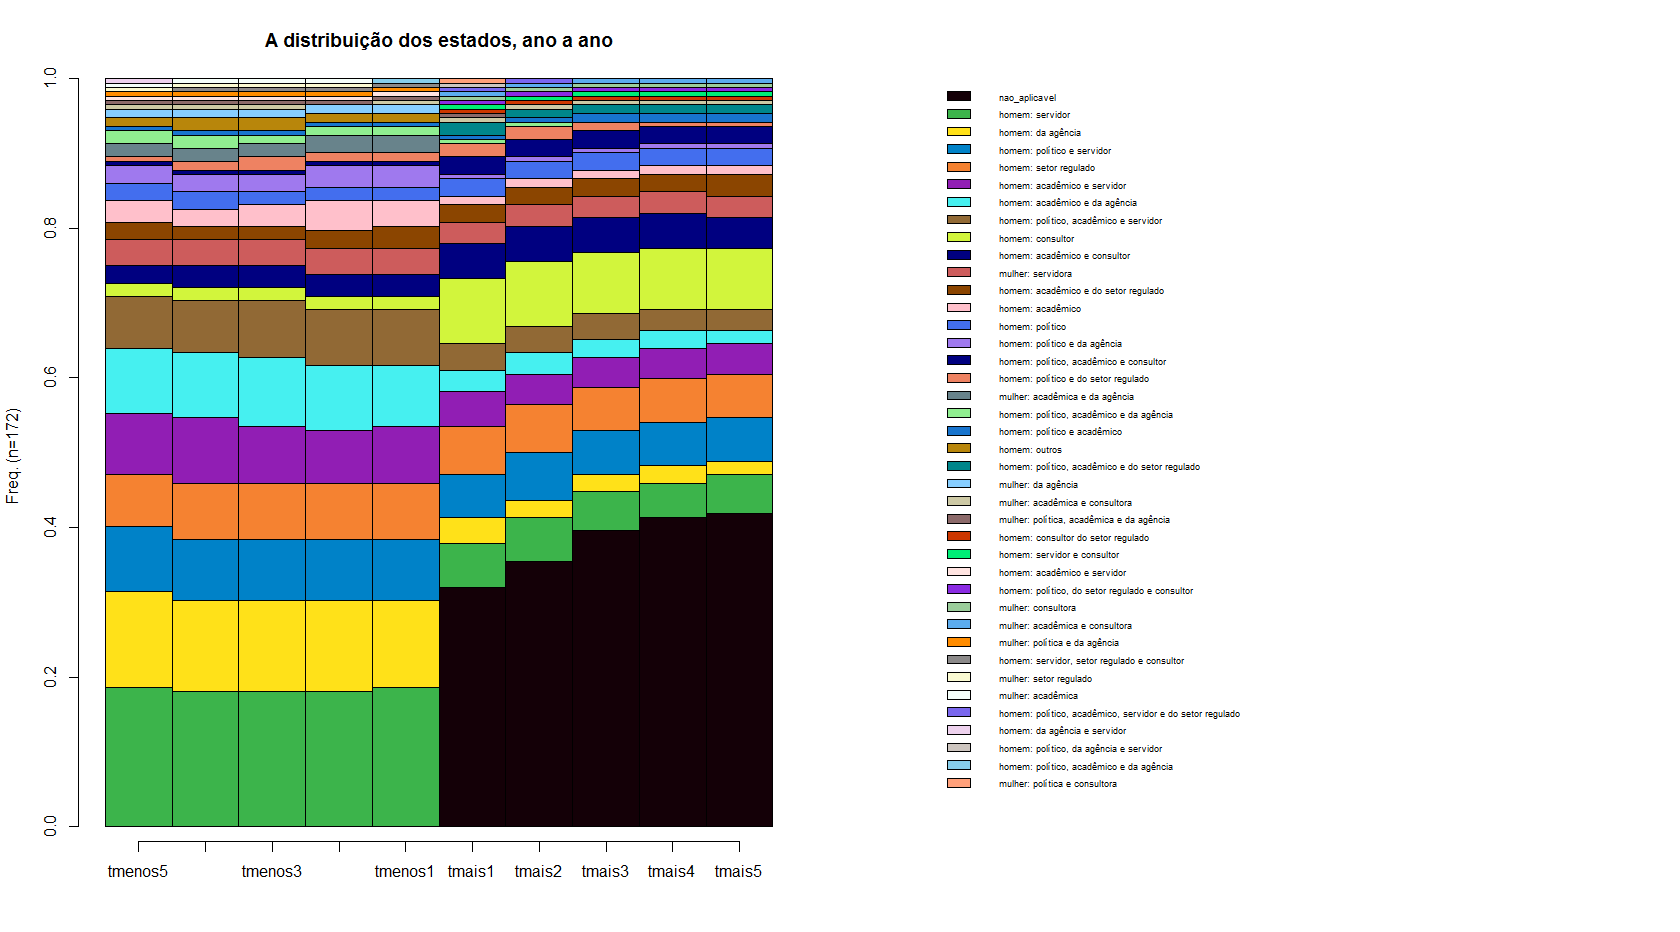 A distribuição dos estados, ano a ano
Freq. (n=172)
1.0
0.8
0.6
0.4
0.2
0.0
tmenos5
tmenos3
tmenos1
tmais1
tmais2
tmais3
tmais4
tmais5
nao_aplicavel
homem: servidor
homem: da agência
homem: político e servidor
homem: setor regulado
homem: acadêmico e servidor
homem: acadêmico e da agência
homem: político, acadêmico e servidor
homem: consultor
homem: acadêmico e consultor
mulher: servidora
homem: acadêmico e do setor regulado
homem: acadêmico
homem: político
homem: político e da agência
homem: político, acadêmico e consultor
homem: político e do setor regulado
mulher: acadêmica e da agência
homem: político, acadêmico e da agência
homem: político e acadêmico
homem: outros
homem: político, acadêmico e do setor regulado
mulher: da agência
mulher: acadêmica e consultora
mulher: política, acadêmica e da agência
homem: consultor do setor regulado
homem: servidor e consultor
homem: acadêmico e servidor
homem: político, do setor regulado e consultor
mulher: consultora
mulher: acadêmica e consultora
mulher: política e da agência
homem: servidor, setor regulado e consultor
mulher: setor regulado
mulher: acadêmica
homem: político, acadêmico, servidor e do setor regulado
homem: da agência e servidor
homem: político, da agência e servidor
homem: político, acadêmico e da agência
mulher: política e consultora